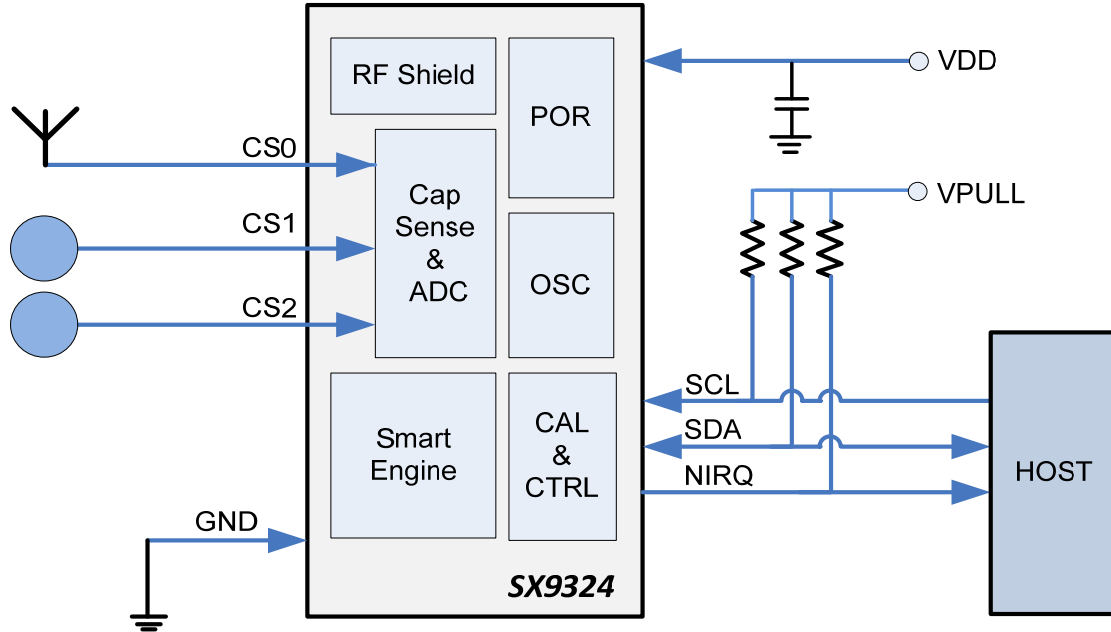 RF Shield
POR
VDD
CS0
Cap
Sense
&
ADC
VPULL
CS1
OSC
CS2
SCL
Smart
Engine
CAL
&
CTRL
SDA
NIRQ
HOST
GND
SX9324